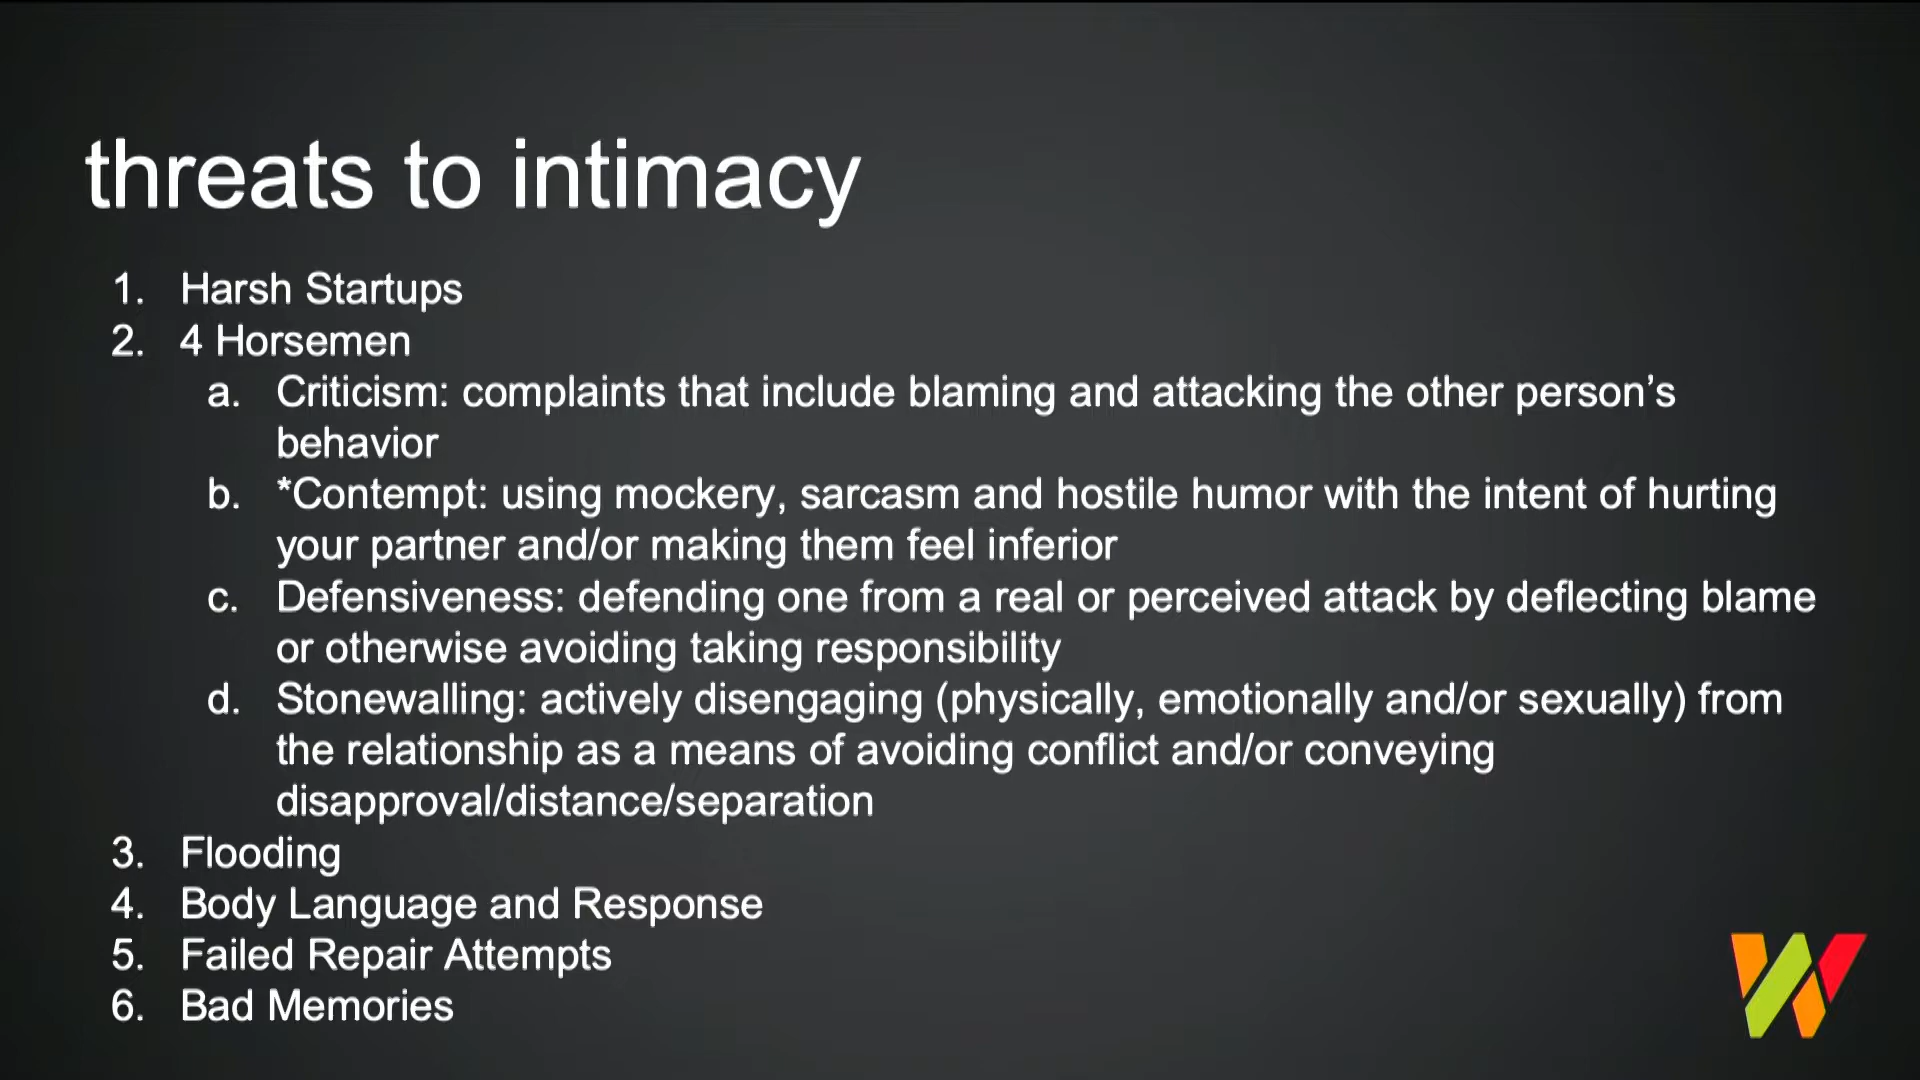 threats to intimacy
1. Harsh Startups
2. 4 Horsemen
a. Criticism: complaints that include blaming and attacking the other person’s
behavior
b. *Contempt: using mockery, sarcasm and hostile humor with the intent of hurting
your partner and/or making them feel inferior
c. Defensiveness: defending one from a real or perceived attack by deflecting blame
or otherwise avoiding taking responsibility
d. Stonewalling: actively disengaging (physically, emotionally and/or sexually) from
the relationship as a means of avoiding conflict and/or conveying
disapproval/distance/separation
3. Flooding
4. Body Language and Response
5. Failed Repair Attempts
6. Bad Memories
W